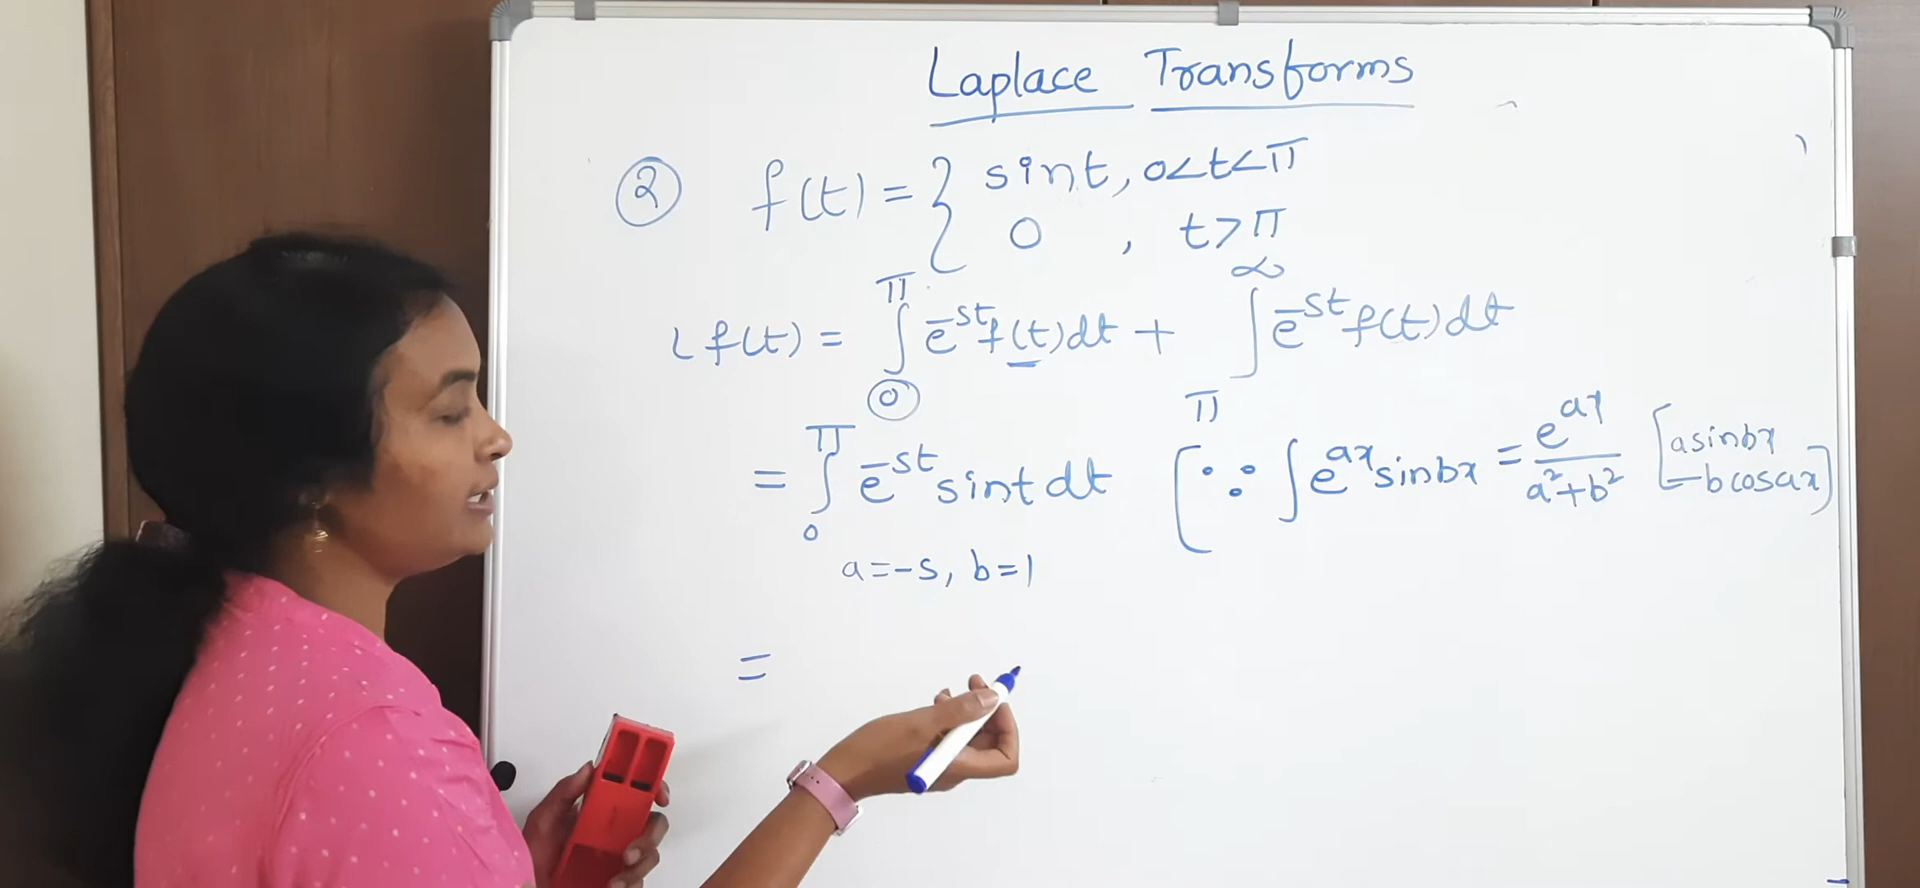 Laplace Transforms
② f(t) = { sint, 0<t<π
0 , t>π
L f(t) = ∫₀^π e^-st f(t)dt + ∫_π^∞ e^-st f(t)dt
= ∫₀^π e^-st sint dt [∵ ∫e^ax sinbx = e^ax/(a²+b²) [asinbx
-bcosax]
a=-s, b=1
=